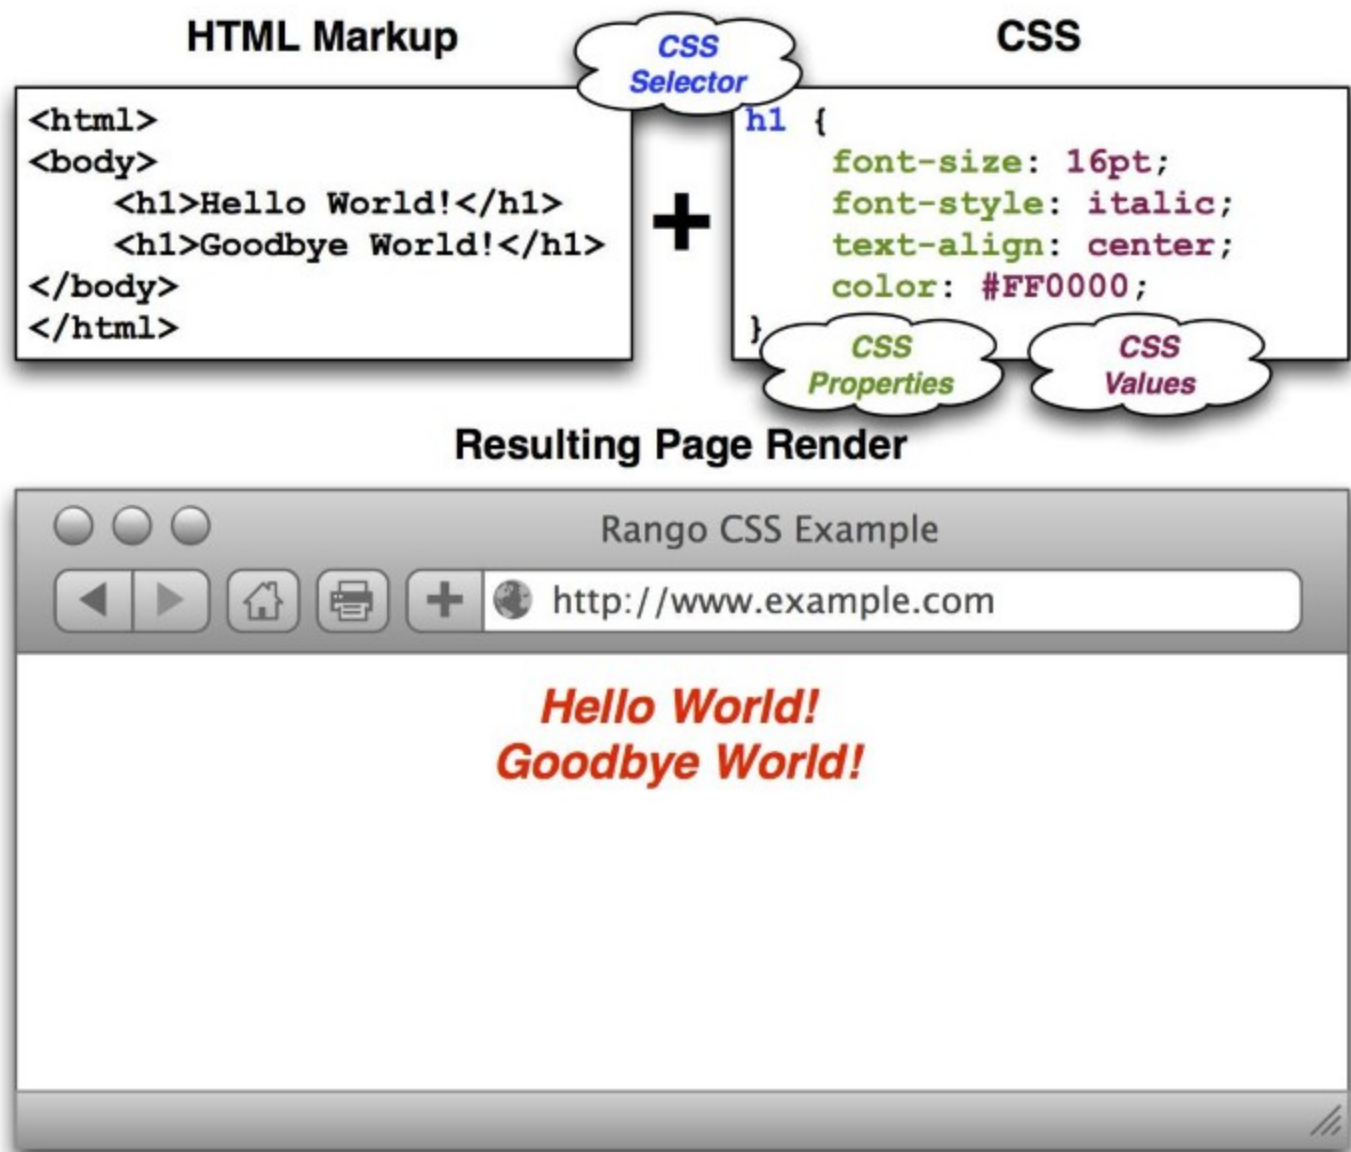 HTML Markup
CSS
Selector
CSS
<html>
<body>
    <h1>Hello World!</h1>
    <h1>Goodbye World!</h1>
</body>
</html>
+
h1 {
    font-size: 16pt;
    font-style: italic;
    text-align: center;
    color: #FF0000;
}
CSS
Properties
CSS
Values
Resulting Page Render
Rango CSS Example
http://www.example.com
Hello World!
Goodbye World!